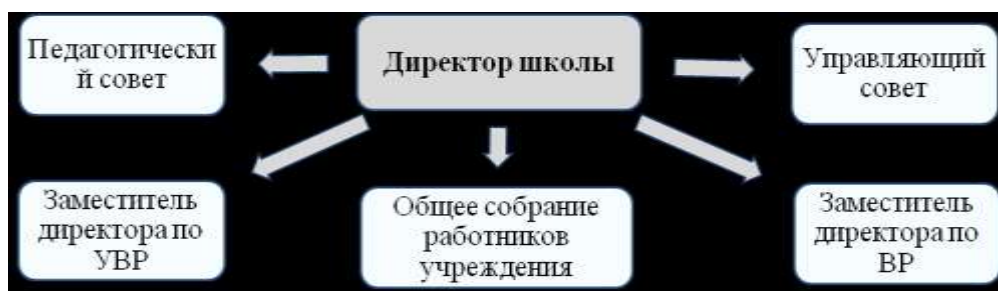 Педагогически
й совет
Директор школы
Управляющий
совет
Заместитель
директора по
УВР
Общее собрание
работников
учреждения
Заместитель
директора по
ВР